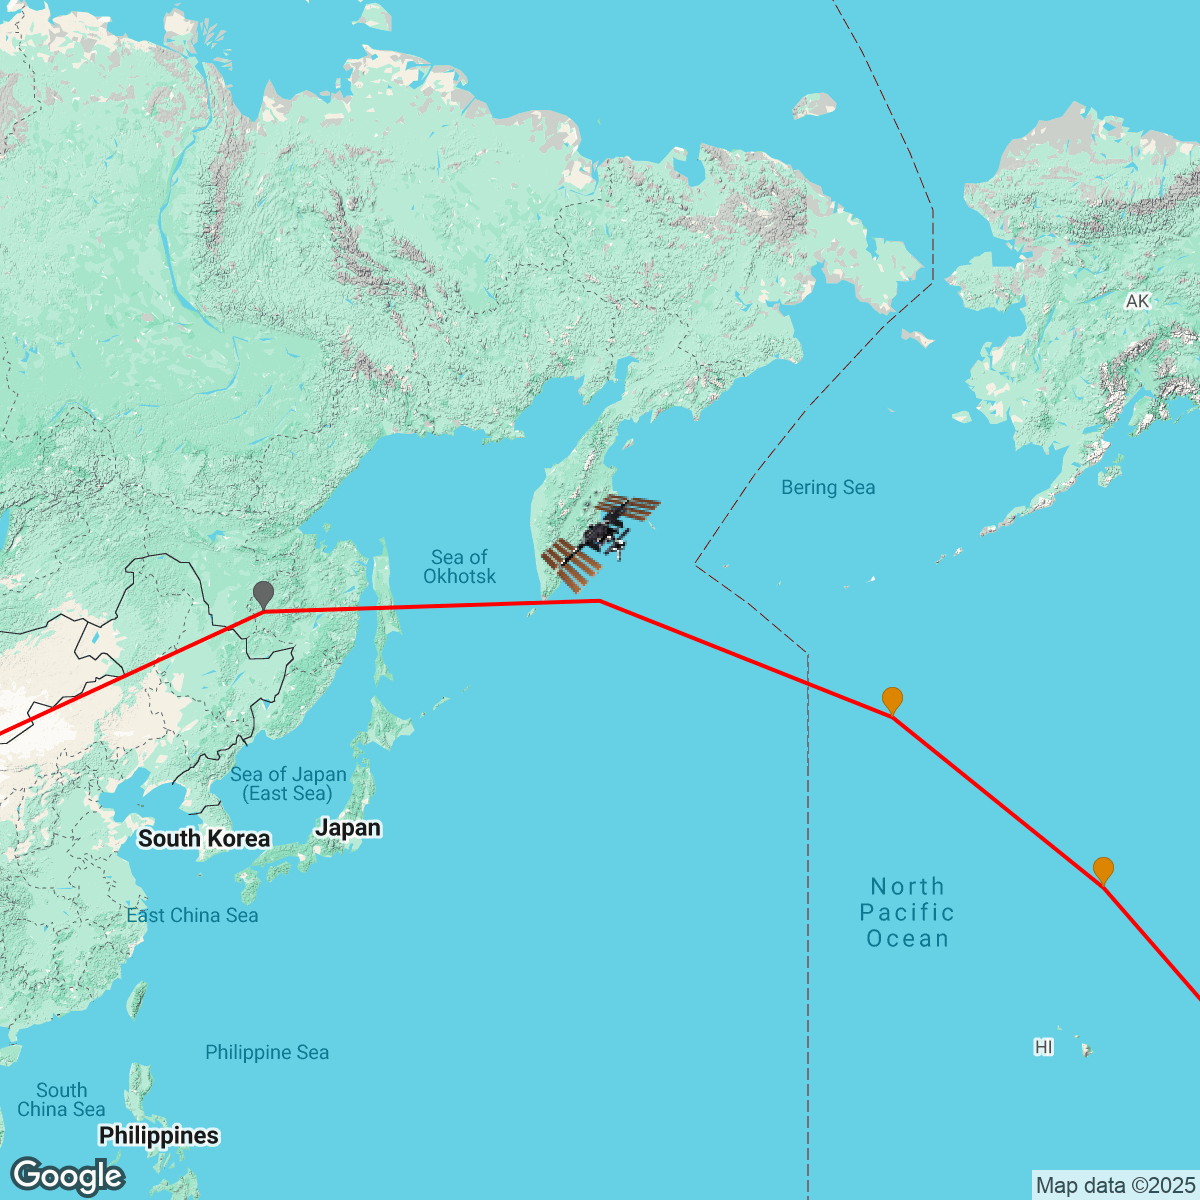 AK
Bering Sea
Sea of
Okhotsk
Sea of Japan
(East Sea)
Japan
South Korea
North
Pacific
Ocean
East China Sea
HI
Philippine Sea
South
China Sea
Philippines
Google
Map data ©2025